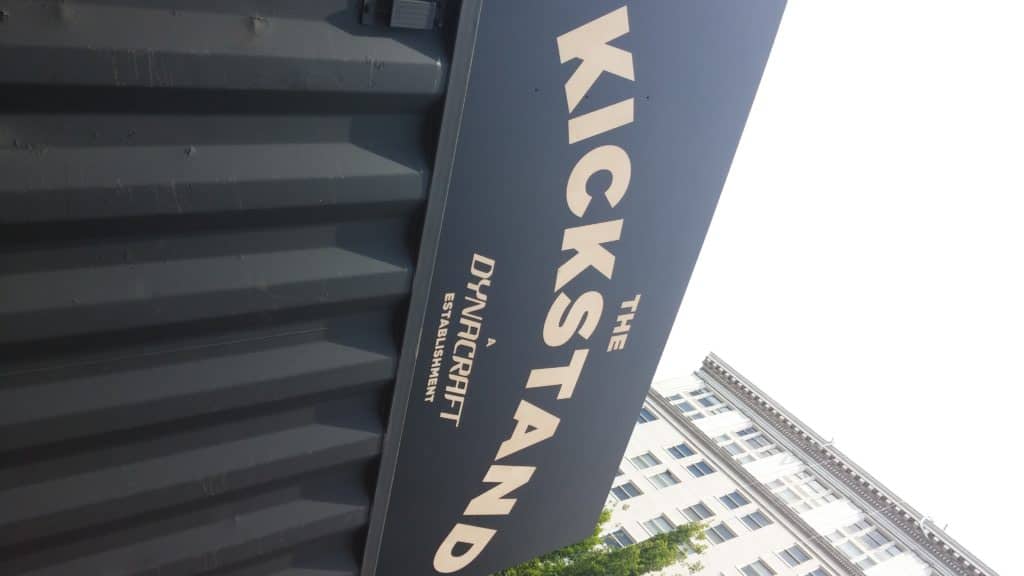 THE
KICKSTAND
A
DYNACRAFT
ESTABLISHMENT